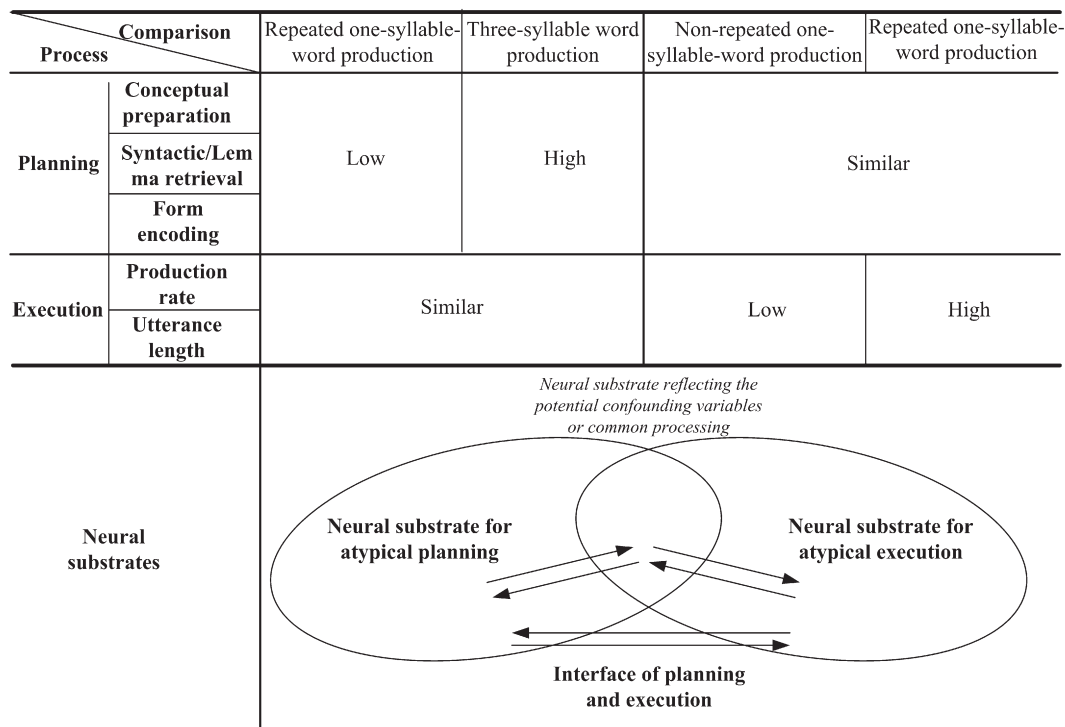 Comparison
Process
Repeated one-syllable-
word production
Three-syllable word
production
Non-repeated one-
syllable-word production
Repeated one-syllable-
word production
Planning
Conceptual
preparation
Syntactic/Lem
ma retrieval
Form
encoding
Low
High
Similar
Execution
Production
rate
Utterance
length
Similar
Low
High
Neural
substrates
Neural substrate reflecting the
potential confounding variables
or common processing
Neural substrate for
atypical planning
Neural substrate for
atypical execution
Interface of planning
and execution